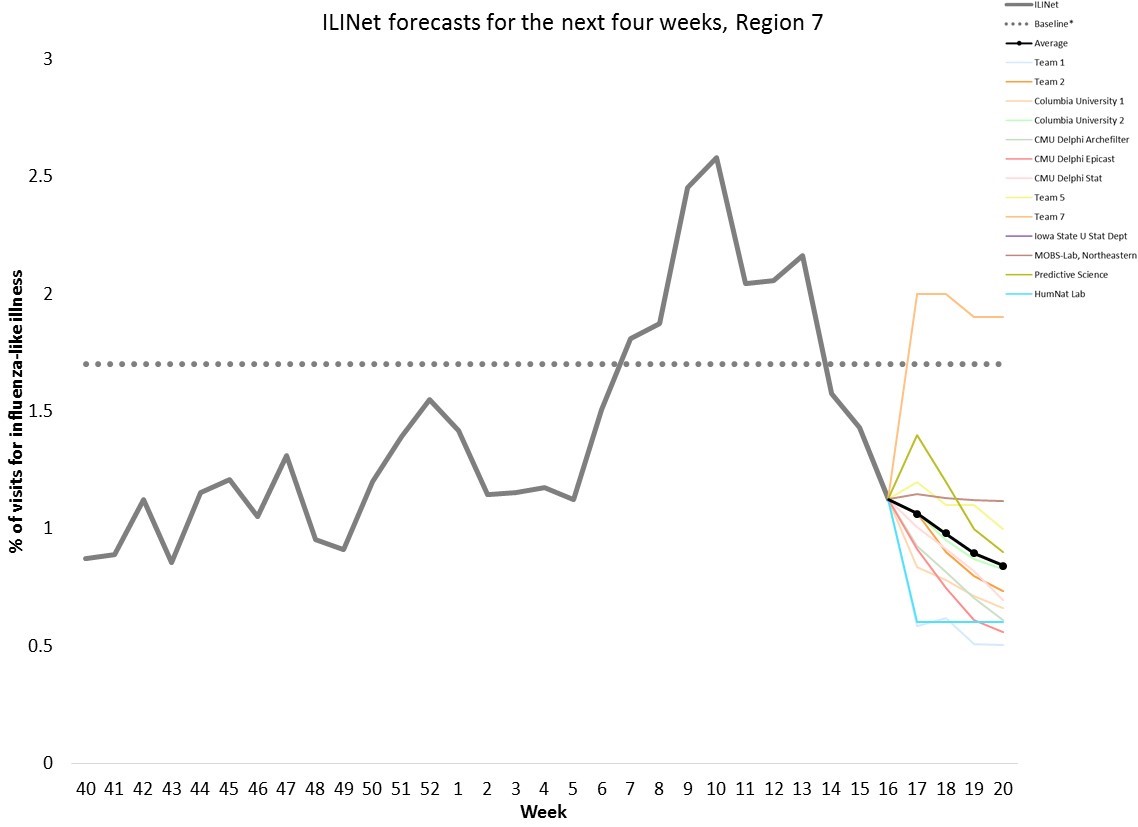 ILINet forecasts for the next four weeks, Region 7
ILINet
Baseline*
Average
Team 1
Team 2
Columbia University 1
Columbia University 2
CMU Delphi Archefilter
CMU Delphi Epicast
CMU Delphi Stat
Team 5
Team 7
Iowa State U Stat Dept
MOBS-Lab, Northeastern
Predictive Science
HumNat Lab
% of visits for influenza-like illness
3
2.5
2
1.5
1
0.5
0
40 41 42 43 44 45 46 47 48 49 50 51 52 1 2 3 4 5 6 7 8 9 10 11 12 13 14 15 16 17 18 19 20
Week